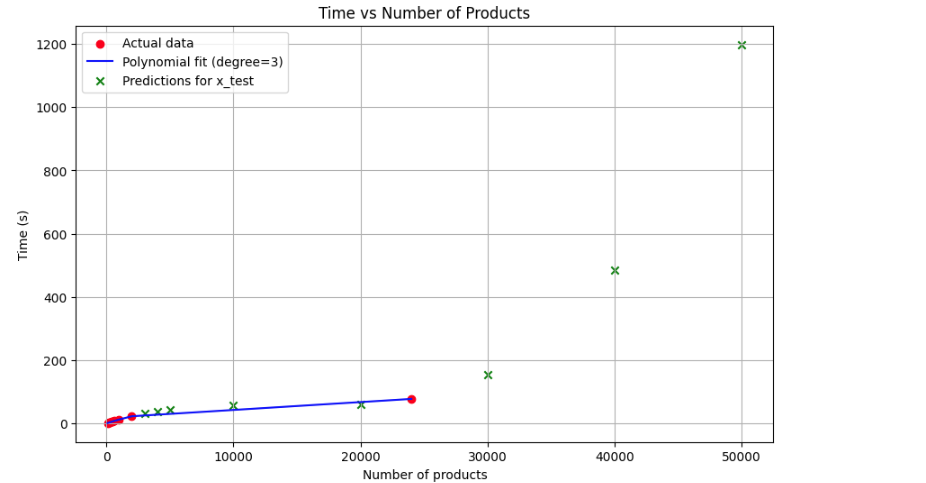 Time vs Number of Products
Actual data
Polynomial fit (degree=3)
Predictions for x_test
1200
1000
800
600
400
200
0
Time (s)
0 10000 20000 30000 40000 50000
Number of products